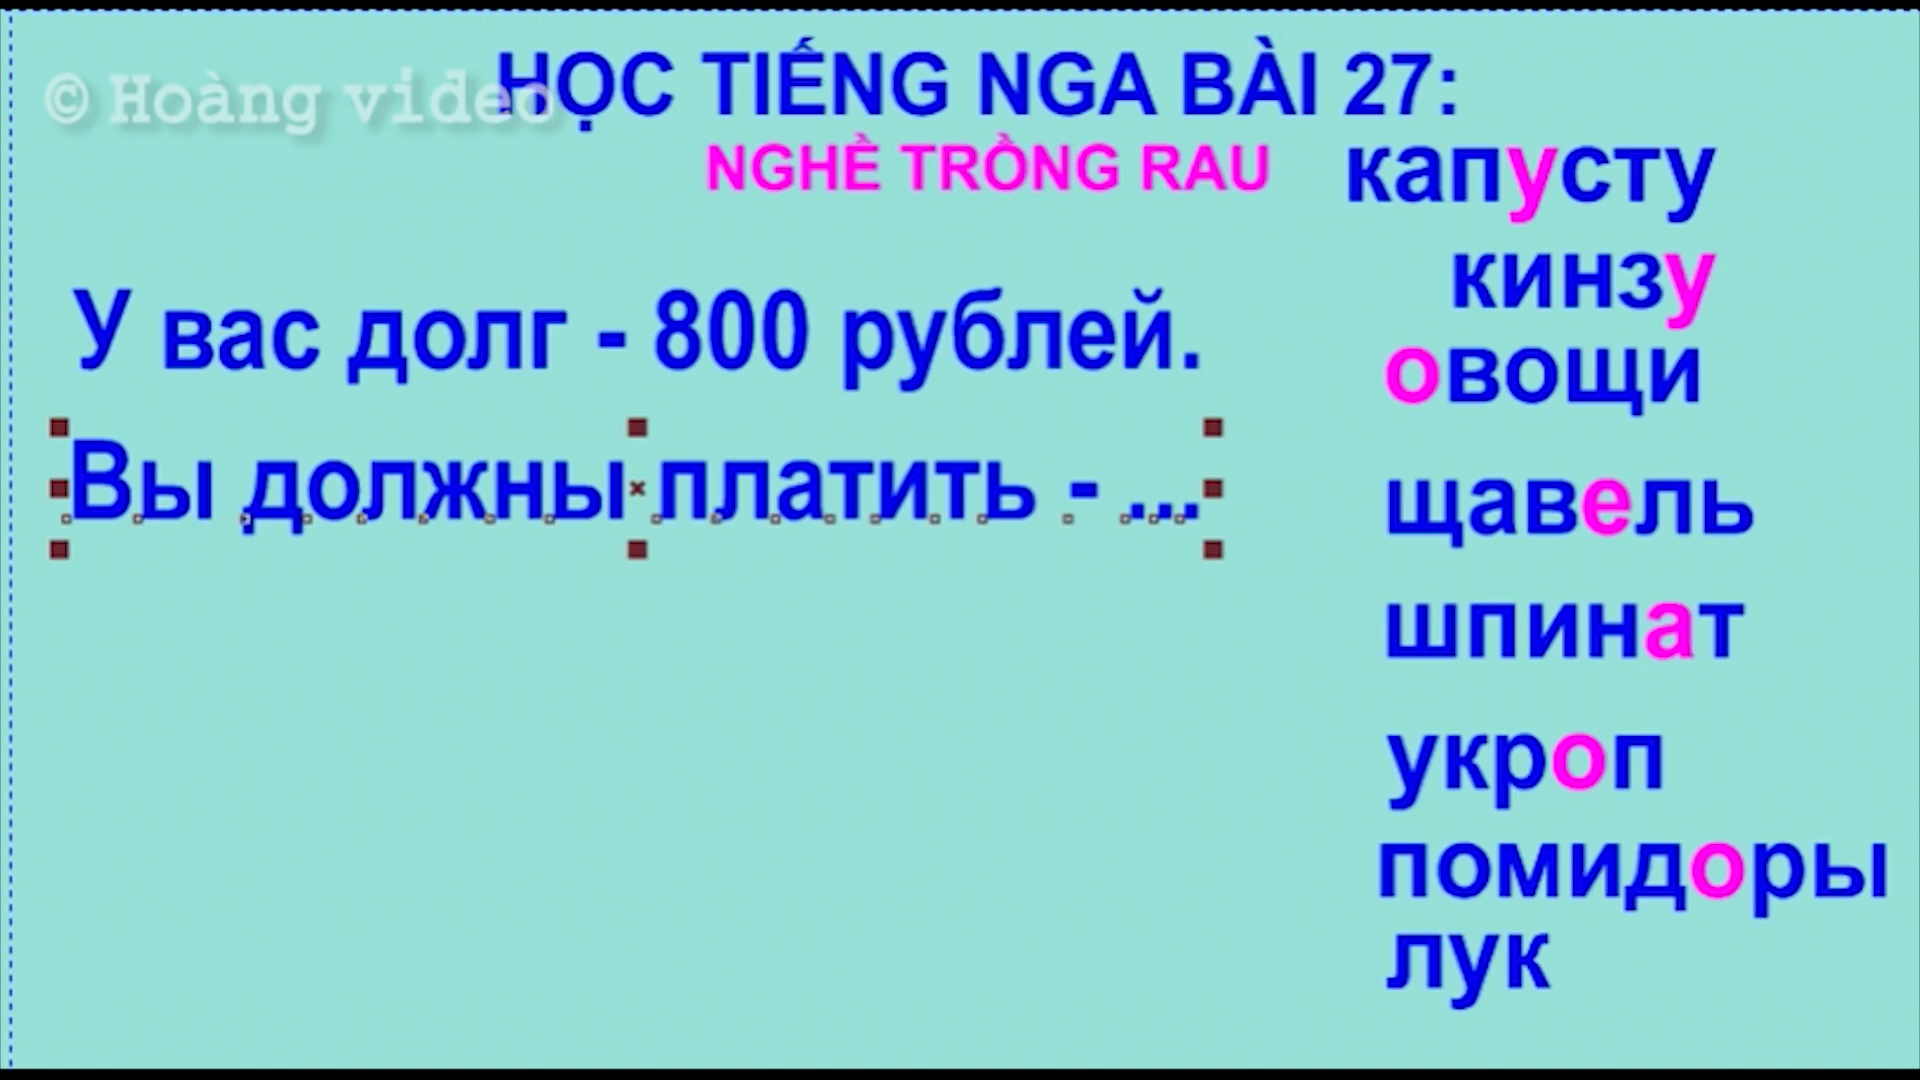 © Hoàng video
HỌC TIẾNG NGA BÀI 27:
NGHỀ TRỒNG RAU
У вас долг - 800 рублей.
Вы должны платить - ...
капусту
кинзу
овощи
щавель
шпинат
укроп
помидоры
лук